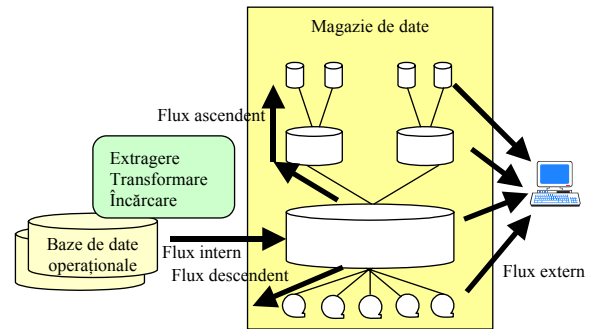 Magazie de date
Flux ascendent
Extragere
Transformare
Încărcare
Baze de date
operaționale
Flux intern
Flux descendent
Flux extern